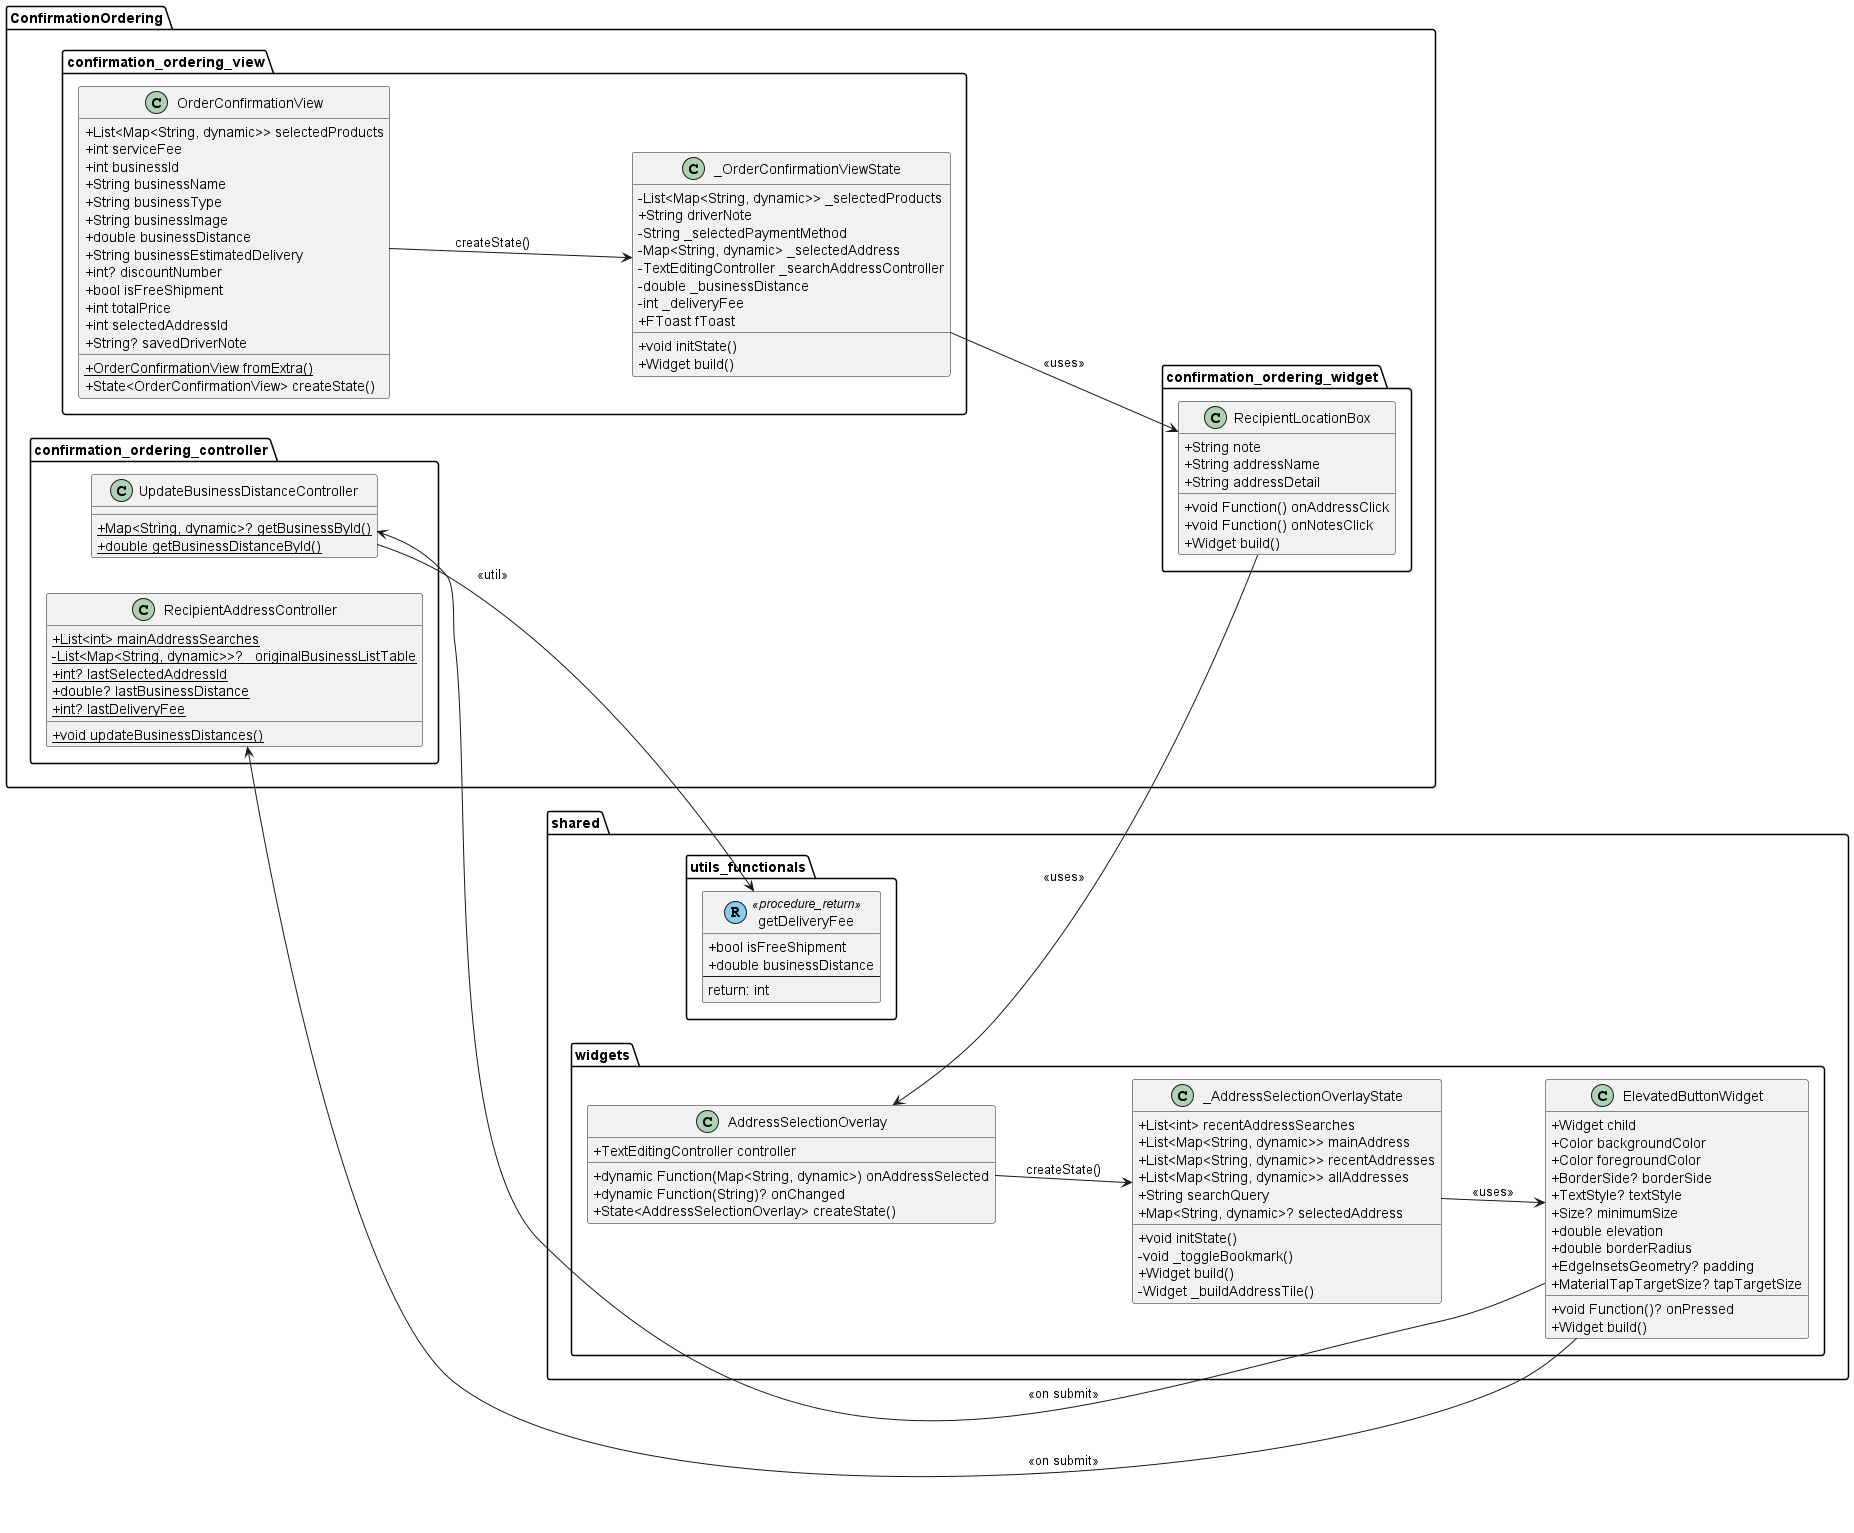 ConfirmationOrdering
confirmation_ordering_view
C OrderConfirmationView
+List<Map<String, dynamic>> selectedProducts
+int serviceFee
+int businessId
+String businessName
+String businessType
+String businessImage
+double businessDistance
+String businessEstimatedDelivery
+int? discountNumber
+bool isFreeShipment
+int totalPrice
+int selectedAddressId
+String? savedDriverNote
+OrderConfirmationView fromExtra()
+State<OrderConfirmationView> createState()
createState()
C _OrderConfirmationViewState
-List<Map<String, dynamic>> _selectedProducts
+String driverNote
-String _selectedPaymentMethod
-Map<String, dynamic> _selectedAddress
-TextEditingController _searchAddressController
-double _businessDistance
-int _deliveryFee
+FToast fToast
+void initState()
+Widget build()
«uses»
confirmation_ordering_widget
C RecipientLocationBox
+String note
+String addressName
+String addressDetail
+void Function() onAddressClick
+void Function() onNotesClick
+Widget build()
confirmation_ordering_controller
C UpdateBusinessDistanceController
+Map<String, dynamic>? getBusinessById()
+double getBusinessDistanceById()
«util»
C RecipientAddressController
+List<int> mainAddressSearches
-List<Map<String, dynamic>>? _originalBusinessListTable
+int? lastSelectedAddressId
+double? lastBusinessDistance
+int? lastDeliveryFee
+void updateBusinessDistances()
shared
utils_functionals
R «procedure_return»
getDeliveryFee
+bool isFreeShipment
+double businessDistance
return: int
«uses»
widgets
C AddressSelectionOverlay
+TextEditingController controller
+dynamic Function(Map<String, dynamic>) onAddressSelected
+dynamic Function(String)? onChanged
+State<AddressSelectionOverlay> createState()
createState()
C _AddressSelectionOverlayState
+List<int> recentAddressSearches
+List<Map<String, dynamic>> mainAddress
+List<Map<String, dynamic>> recentAddresses
+List<Map<String, dynamic>> allAddresses
+String searchQuery
+Map<String, dynamic>? selectedAddress
+void initState()
-void _toggleBookmark()
+Widget build()
-Widget _buildAddressTile()
«uses»
C ElevatedButtonWidget
+Widget child
+Color backgroundColor
+Color foregroundColor
+BorderSide? borderSide
+TextStyle? textStyle
+Size? minimumSize
+double elevation
+double borderRadius
+EdgeInsetsGeometry? padding
+MaterialTapTargetSize? tapTargetSize
+void Function()? onPressed
+Widget build()
«on submit»
«on submit»